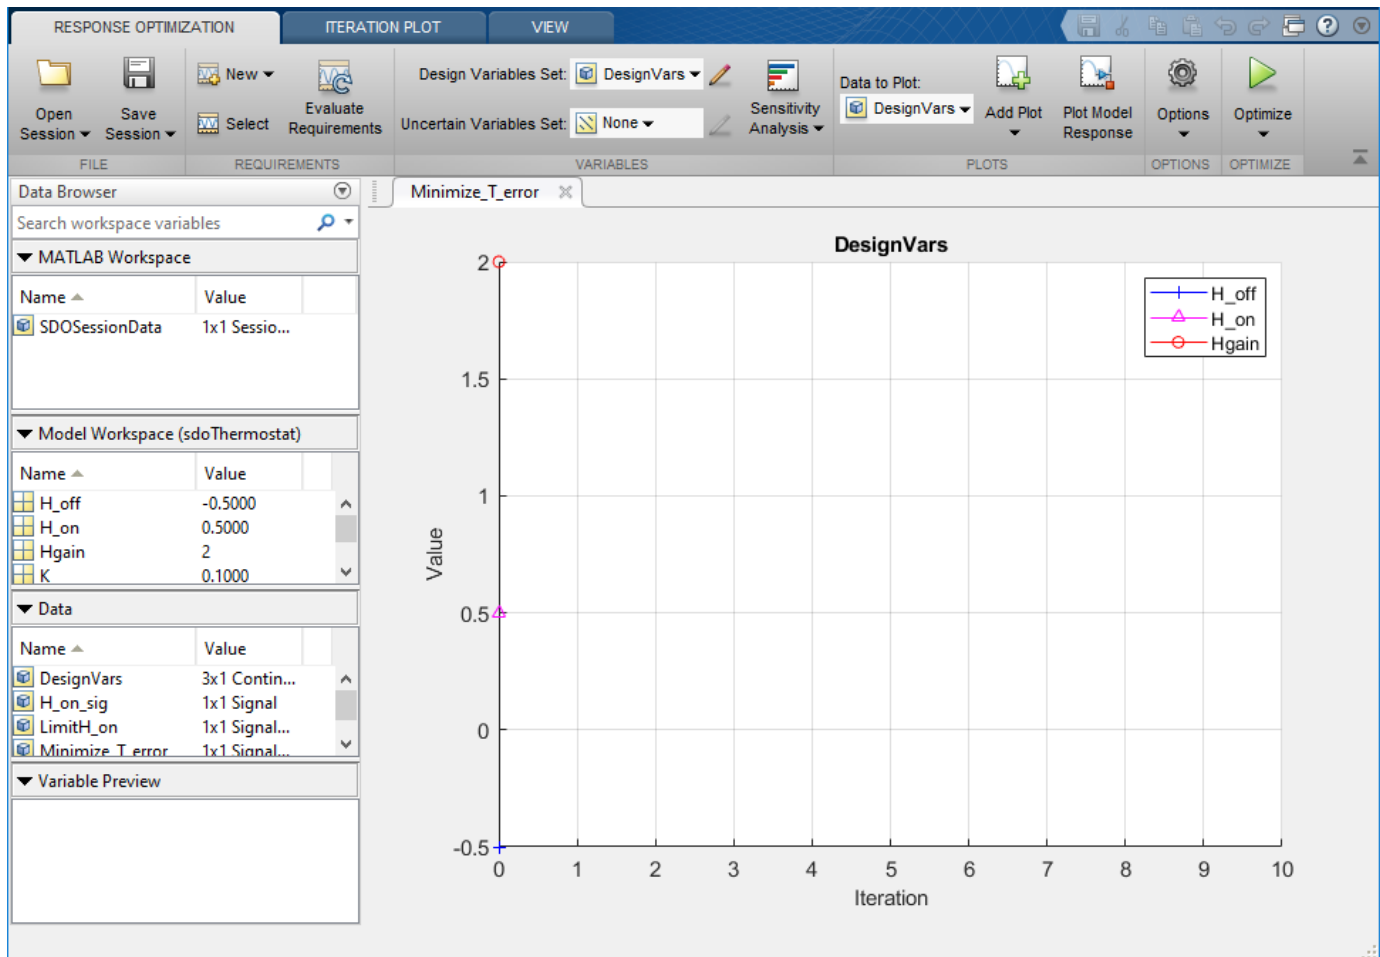 RESPONSE OPTIMIZATION
ITERATION PLOT
VIEW
Open Session
Save Session
New
Select
Evaluate Requirements
Design Variables Set:
DesignVars
Uncertain Variables Set:
None
Sensitivity Analysis
Data to Plot:
DesignVars
Add Plot
Plot Model Response
Options
Optimize
FILE
REQUIREMENTS
VARIABLES
PLOTS
OPTIONS
OPTIMIZE
Data Browser
Search workspace variables
MATLAB Workspace
Name Value
SDOSessionData 1x1 Sessio...
Model Workspace (sdoThermostat)
Name Value
H_off -0.5000
H_on 0.5000
Hgain 2
K 0.1000
Data
Name Value
DesignVars 3x1 Contin...
H_on_sig 1x1 Signal
LimitH_on 1x1 Signal...
Minimize_T_error 1x1 Signal...
Variable Preview
Minimize_T_error
DesignVars
2
1.5
1
0.5
0
-0.5
Value
H_off
H_on
Hgain
0 1 2 3 4 5 6 7 8 9 10
Iteration